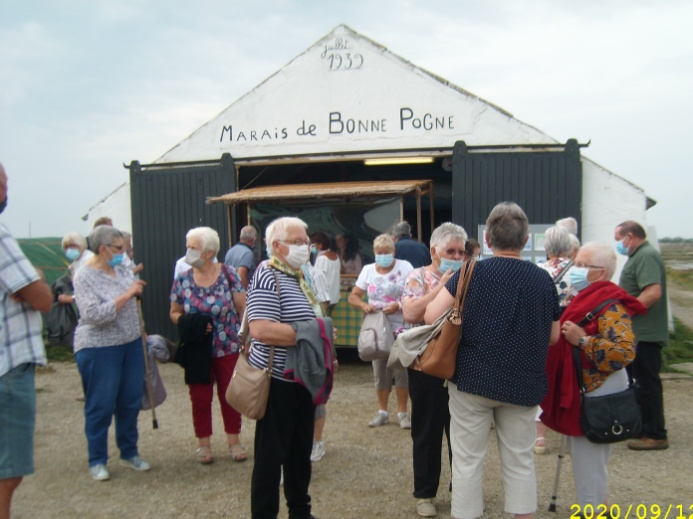 juillet
1939
MARAIS de BONNE POGNE
2020/09/12